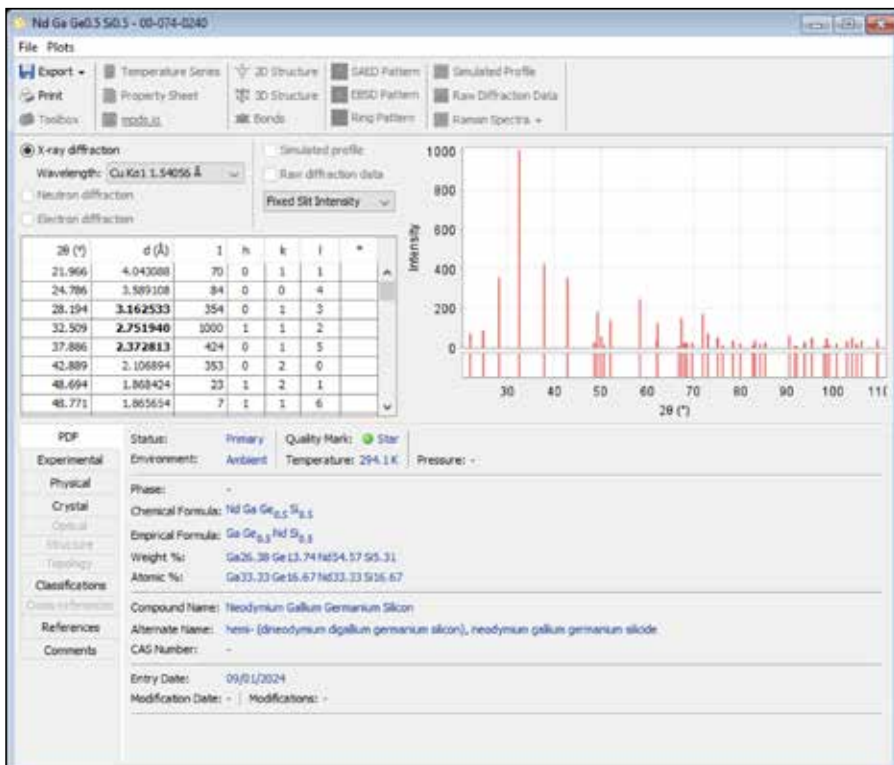 Nd Ga Ge0.5 Si0.5 - 00-074-0240
File Plots
Export Temperature Series 2D Structure SAED Pattern Simulated Profile
Print Property Sheet 3D Structure EBSD Pattern Raw Diffraction Data
Toolbox mpds.io Bonds Ring Pattern Raman Spectra
X-ray diffraction Simulated profile
Wavelength: Cu Kα1 1.54056 Å Raw diffraction data
Neutron diffraction Fixed Slit Intensity
Electron diffraction
2θ (°) d (Å) I h k l *
21.966 4.043088 70 0 1 1
24.786 3.589108 84 0 0 4
28.194 3.162533 354 0 1 3
32.509 2.751940 1000 1 1 2
37.886 2.372813 424 0 1 5
42.889 2.106894 353 0 2 0
48.694 1.868424 23 1 2 1
48.771 1.865654 7 1 1 6
Intensity
1000
800
600
400
200
0
30 40 50 60 70 80 90 100 110
2θ (°)
PDF
Experimental
Physical
Crystal
Optical
Structure
Topology
Classifications
Cross-references
References
Comments
Status: Primary Quality Mark: Star
Environment: Ambient Temperature: 294.1 K Pressure: -
Phase: -
Chemical Formula: Nd Ga Ge0.5 Si0.5
Empirical Formula: Ga Ge0.5 Nd Si0.5
Weight %: Ga26.38 Ge13.74 Nd54.57 Si5.31
Atomic %: Ga33.33 Ge16.67 Nd33.33 Si16.67
Compound Name: Neodymium Gallium Germanium Silicon
Alternate Name: hemi- (dineodymium digallium germanium silicon), neodymium gallium germanium silicide
CAS Number: -
Entry Date: 09/01/2024
Modification Date: - Modifications: -